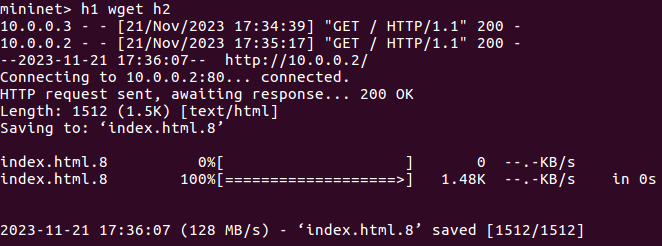 mininet> h1 wget h2
10.0.0.3 - - [21/Nov/2023 17:34:39] "GET / HTTP/1.1" 200 -
10.0.0.2 - - [21/Nov/2023 17:35:17] "GET / HTTP/1.1" 200 -
--2023-11-21 17:36:07--  http://10.0.0.2/
Connecting to 10.0.0.2:80... connected.
HTTP request sent, awaiting response... 200 OK
Length: 1512 (1.5K) [text/html]
Saving to: ‘index.html.8’
index.html.8          0%[                    ]       0  --.-KB/s
index.html.8        100%[===================>]   1.48K  --.-KB/s    in 0s
2023-11-21 17:36:07 (128 MB/s) - ‘index.html.8’ saved [1512/1512]